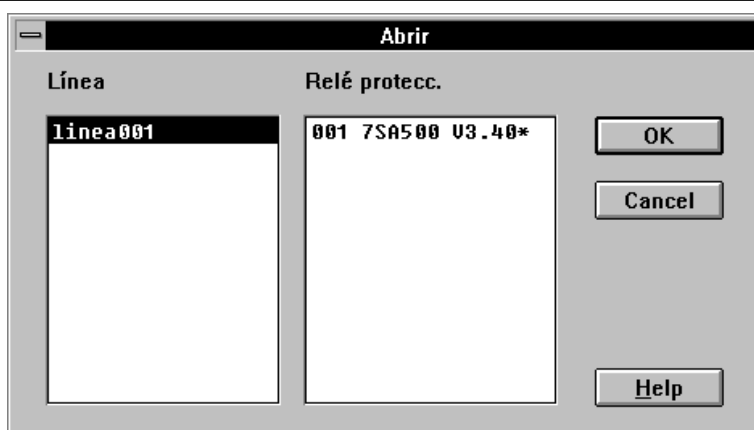 Abrir
Línea
Relé protecc.
linea001
001 7SA500 V3.40*
OK
Cancel
Help